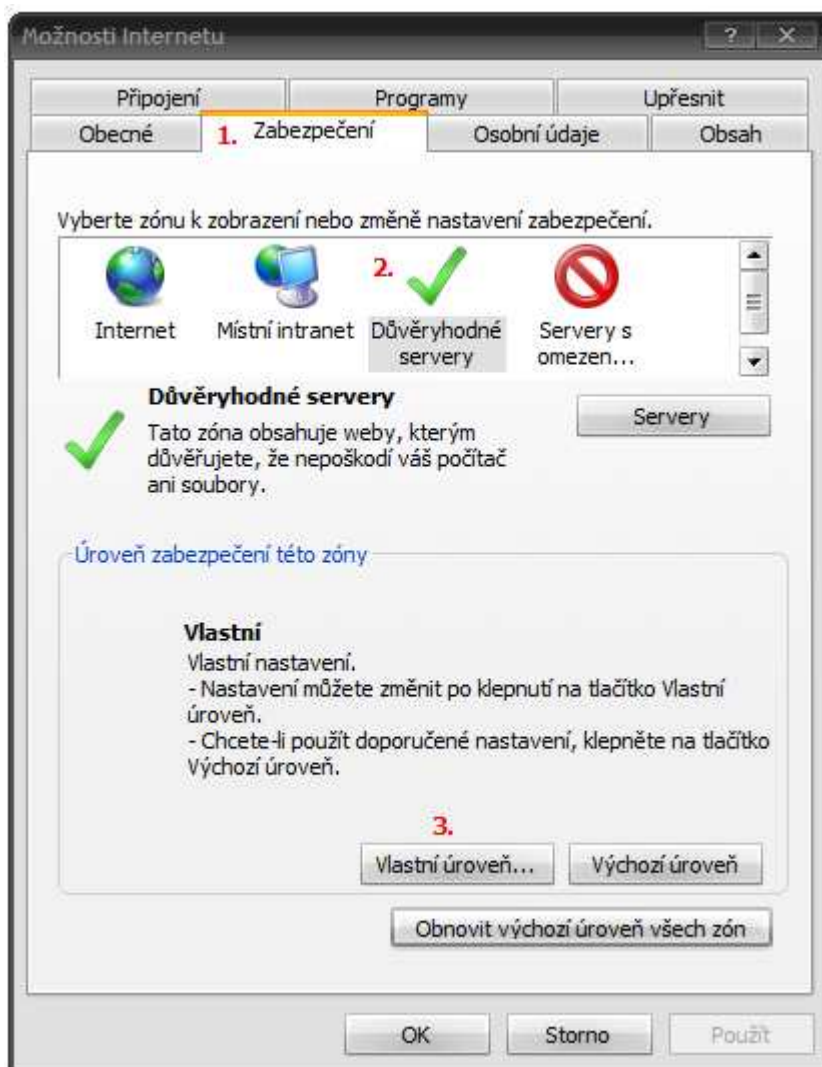 Možnosti Internetu
Připojení Programy Upřesnit
Obecné 1. Zabezpečení Osobní údaje Obsah
Vyberte zónu k zobrazení nebo změně nastavení zabezpečení.
2.
Internet Místní intranet Důvěryhodné Servery s
servery omezen...
Důvěryhodné servery
Servery
Tato zóna obsahuje weby, kterým
důvěřujete, že nepoškodí váš počítač
ani soubory.
Úroveň zabezpečení této zóny
Vlastní
Vlastní nastavení.
- Nastavení můžete změnit po klepnutí na tlačítko Vlastní
úroveň.
- Chcete-li použít doporučené nastavení, klepněte na tlačítko
Výchozí úroveň.
3.
Vlastní úroveň... Výchozí úroveň
Obnovit výchozí úroveň všech zón
OK Storno Použít